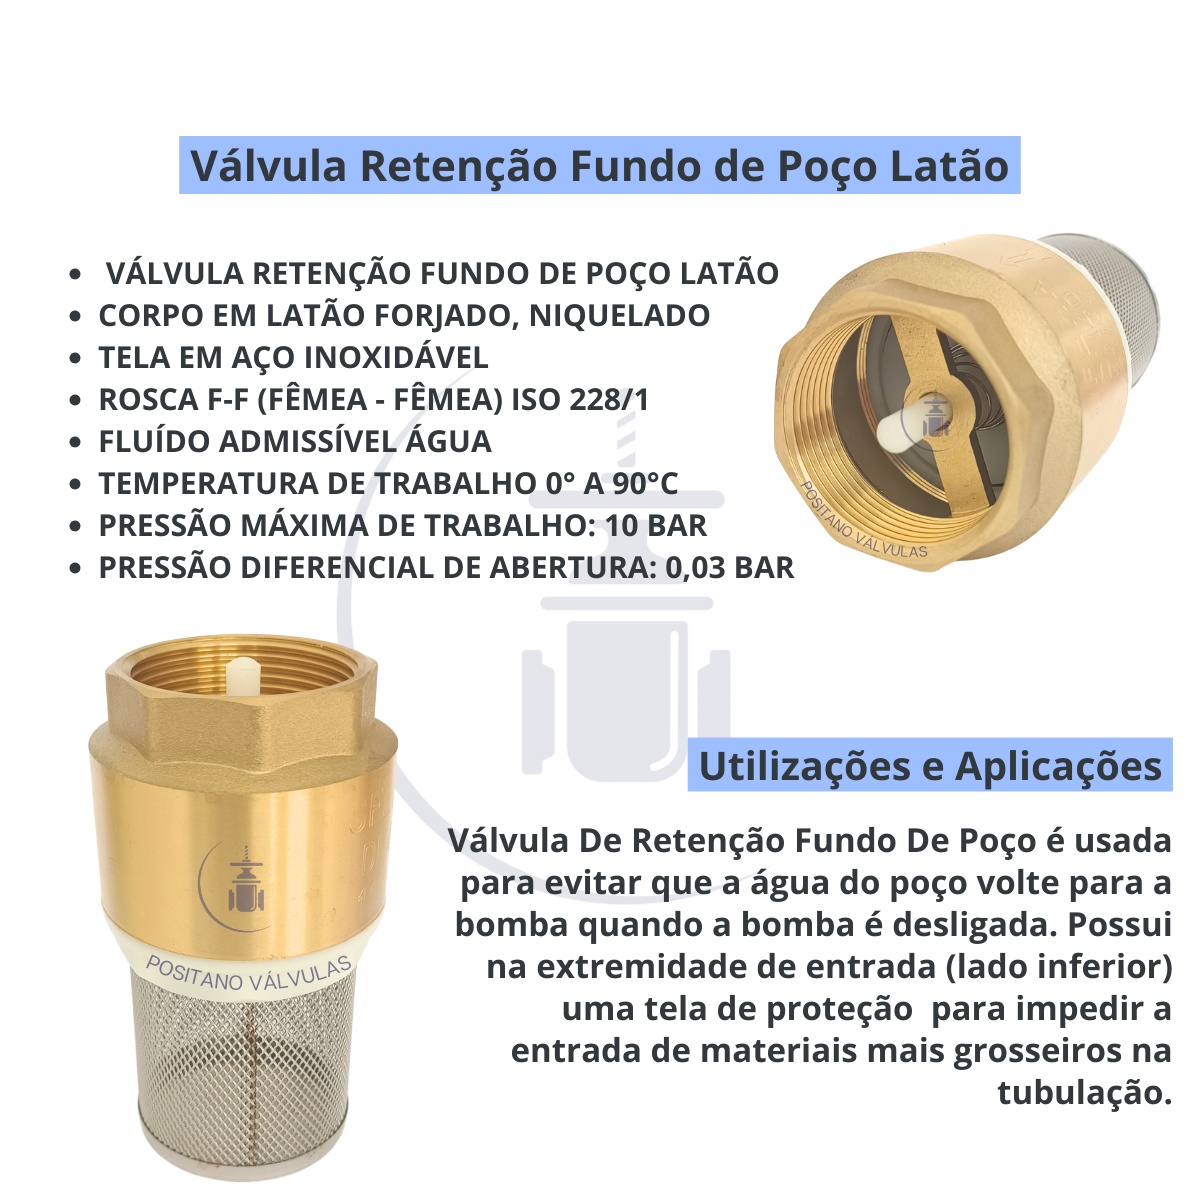 Válvula Retenção Fundo de Poço Latão
• VÁLVULA RETENÇÃO FUNDO DE POÇO LATÃO
• CORPO EM LATÃO FORJADO, NIQUELADO
• TELA EM AÇO INOXIDÁVEL
• ROSCA F-F (FÊMEA - FÊMEA) ISO 228/1
• FLUÍDO ADMISSÍVEL ÁGUA
• TEMPERATURA DE TRABALHO 0° A 90°C
• PRESSÃO MÁXIMA DE TRABALHO: 10 BAR
• PRESSÃO DIFERENCIAL DE ABERTURA: 0,03 BAR
POSITANO VÁLVULAS
Utilizações e Aplicações
Válvula De Retenção Fundo De Poço é usada
para evitar que a água do poço volte para a
bomba quando a bomba é desligada. Possui
na extremidade de entrada (lado inferior)
uma tela de proteção para impedir a
entrada de materiais mais grosseiros na
tubulação.
POSITANO VÁLVULAS